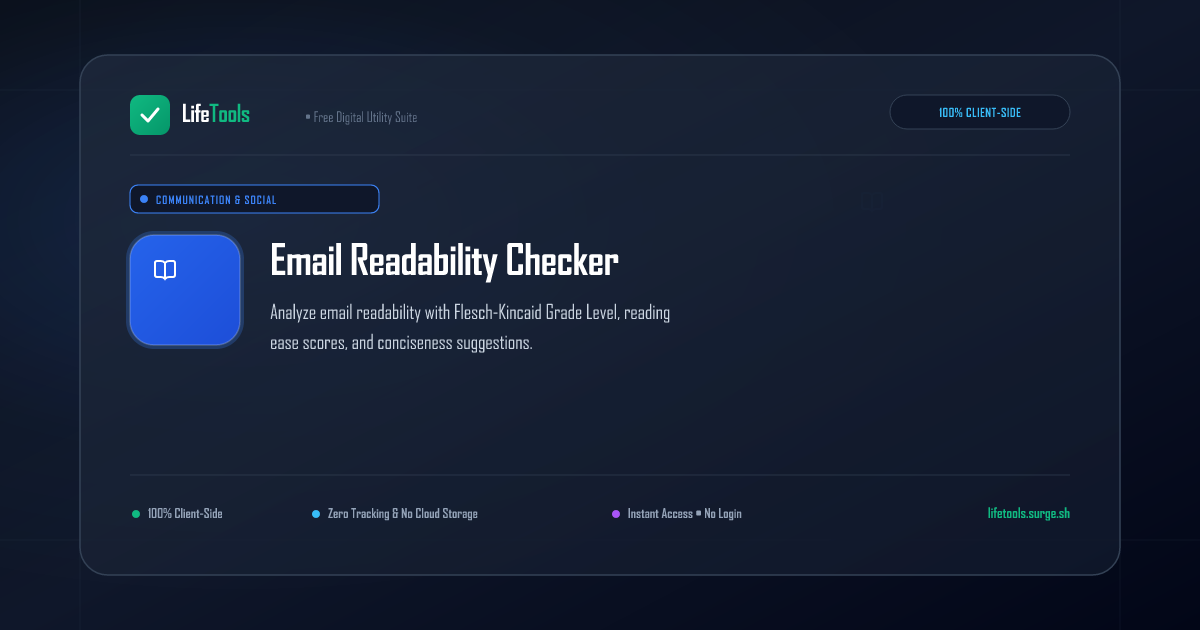 LifeTools
▪ Free Digital Utility Suite
100% CLIENT-SIDE
COMMUNICATION & SOCIAL
Email Readability Checker
Analyze email readability with Flesch-Kincaid Grade Level, reading
ease scores, and conciseness suggestions.
100% Client-Side
Zero Tracking & No Cloud Storage
Instant Access ▪ No Login
lifetools.surge.sh